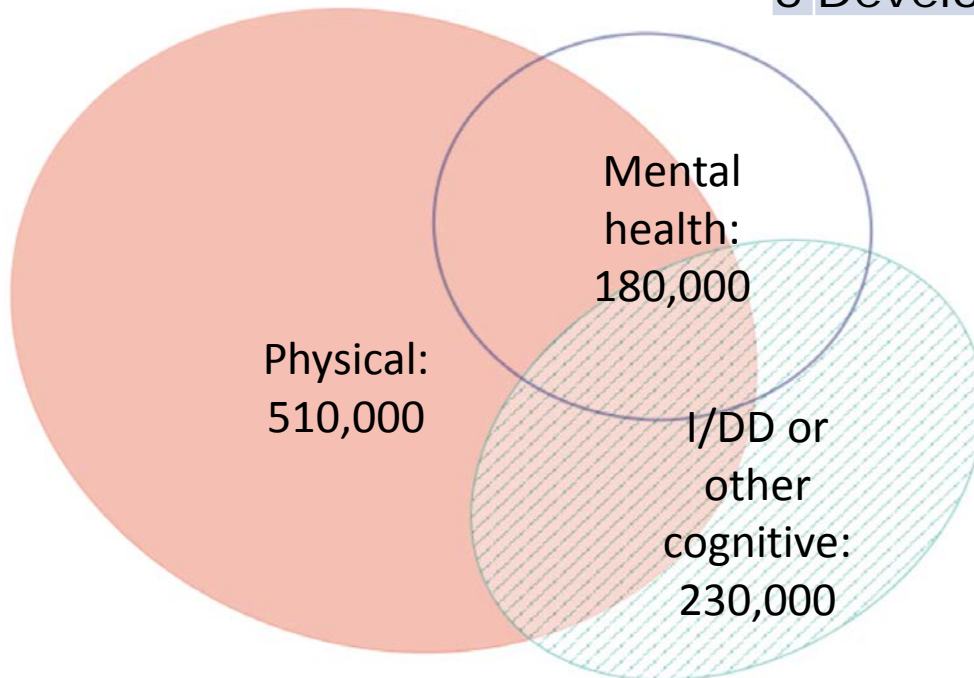 Mental
health:
180,000
Physical:
510,000
I/DD or
other
cognitive:
230,000